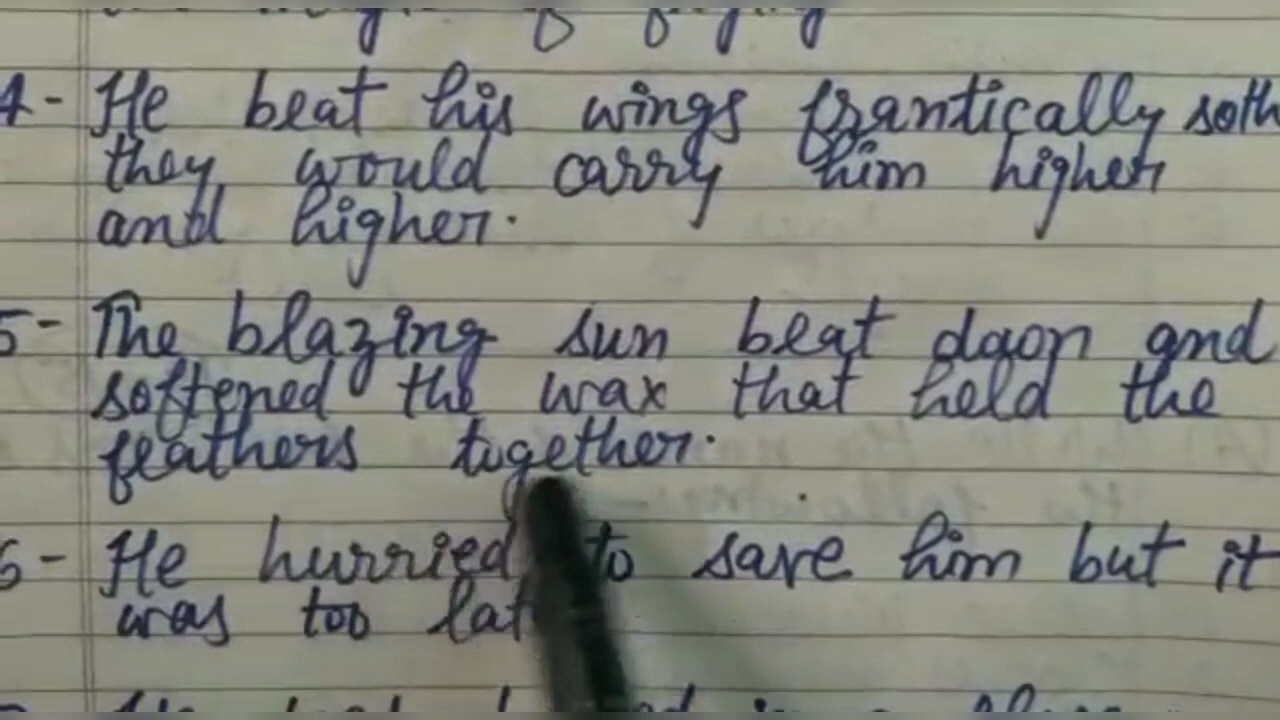 4- He beat his wings frantically soth
they would carry him higher
and higher.
5- The blazing sun beat daon and
softened the wax that held the
feathers together.
6- He hurried to save him but it
was too lat